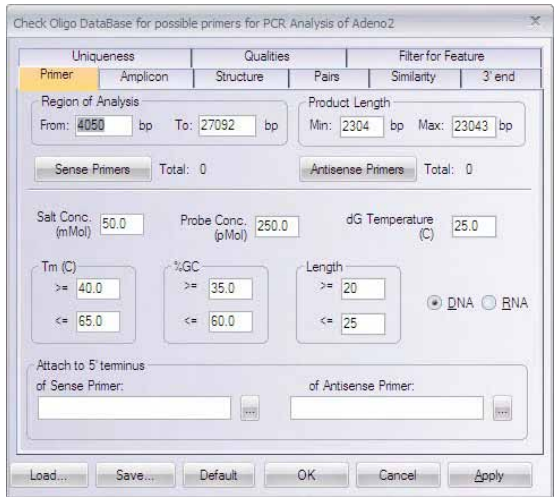 Check Oligo DataBase for possible primers for PCR Analysis of Adeno2
Uniqueness Qualities Filter for Feature
Primer Amplicon Structure Pairs Similarity 3' end
Region of Analysis Product Length
From: 4050 bp To: 27092 bp Min: 2304 bp Max: 23043 bp
Sense Primers Total: 0 Antisense Primers Total: 0
Salt Conc. (mMol) 50.0 Probe Conc. (pMol) 250.0 dG Temperature (C) 25.0
Tm (C) %GC Length
>= 40.0 >= 35.0 >= 20
DNA RNA
<= 65.0 <= 60.0 <= 25
Attach to 5' terminus
of Sense Primer: of Antisense Primer:
... ...
Load... Save... Default OK Cancel Apply